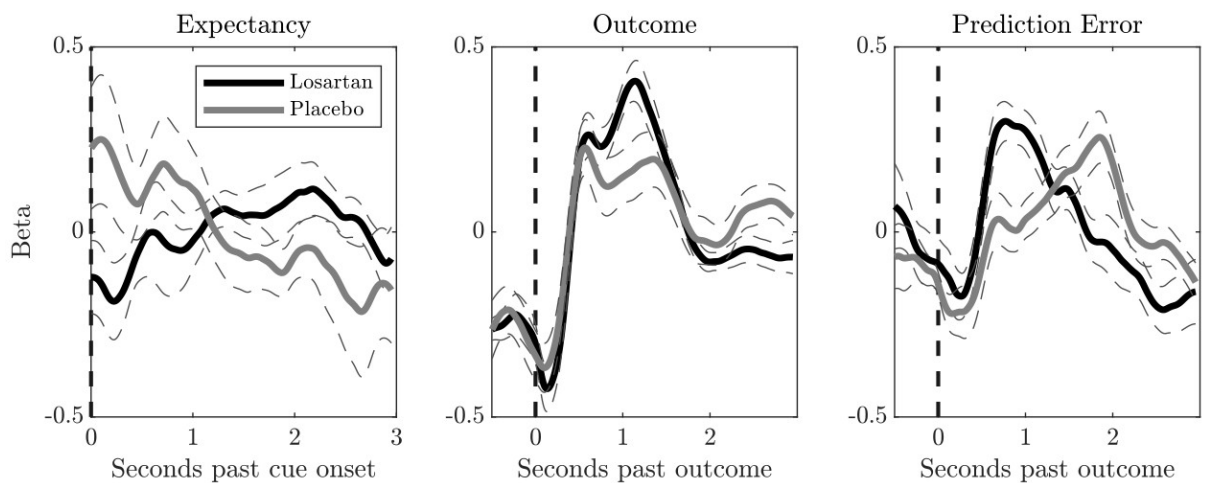 Expectancy
Outcome
Prediction Error
0.5
0.5
0.5
Losartan
Placebo
Beta
0
0
0
-0.5
-0.5
-0.5
0 1 2 3
0 1 2
0 1 2
Seconds past cue onset
Seconds past outcome
Seconds past outcome